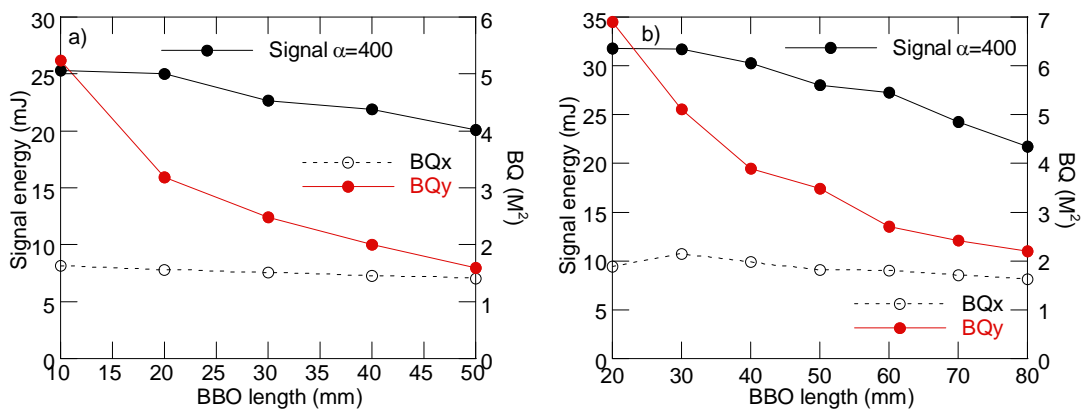 a)
Signal α=400
BQx
BQy
30
25
20
15
10
5
0
Signal energy (mJ)
6
5
4
3
2
1
0
BQ (M²)
10 15 20 25 30 35 40 45 50
BBO length (mm)
b)
Signal α=400
BQx
BQy
35
30
25
20
15
10
5
0
Signal energy (mJ)
7
6
5
4
3
2
1
0
BQ (M²)
20 30 40 50 60 70 80
BBO length (mm)